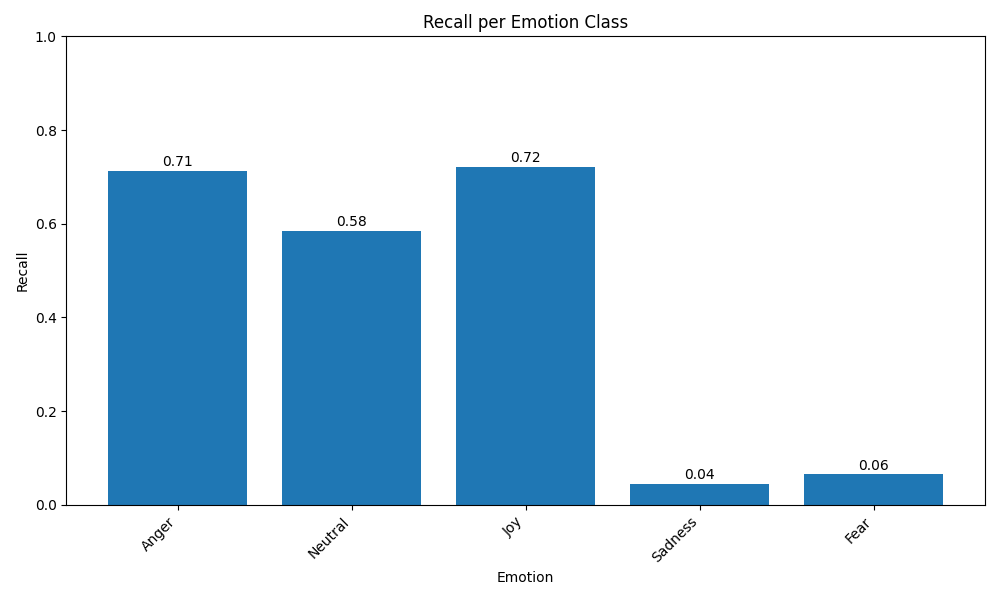 Recall per Emotion Class
1.0
0.8
0.6
0.4
0.2
0.0
Recall
0.71
0.58
0.72
0.04
0.06
Anger
Neutral
Joy
Sadness
Fear
Emotion